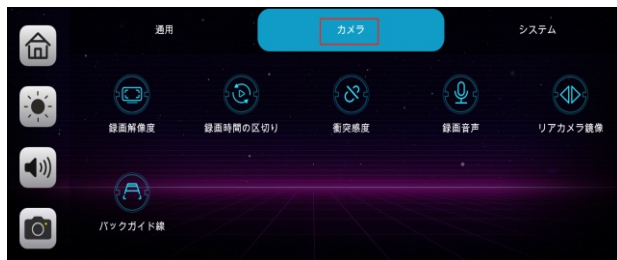 通用
カメラ
システム
録画解像度
録画時間の区切り
衝突感度
録画音声
リアカメラ鏡像
バックガイド線